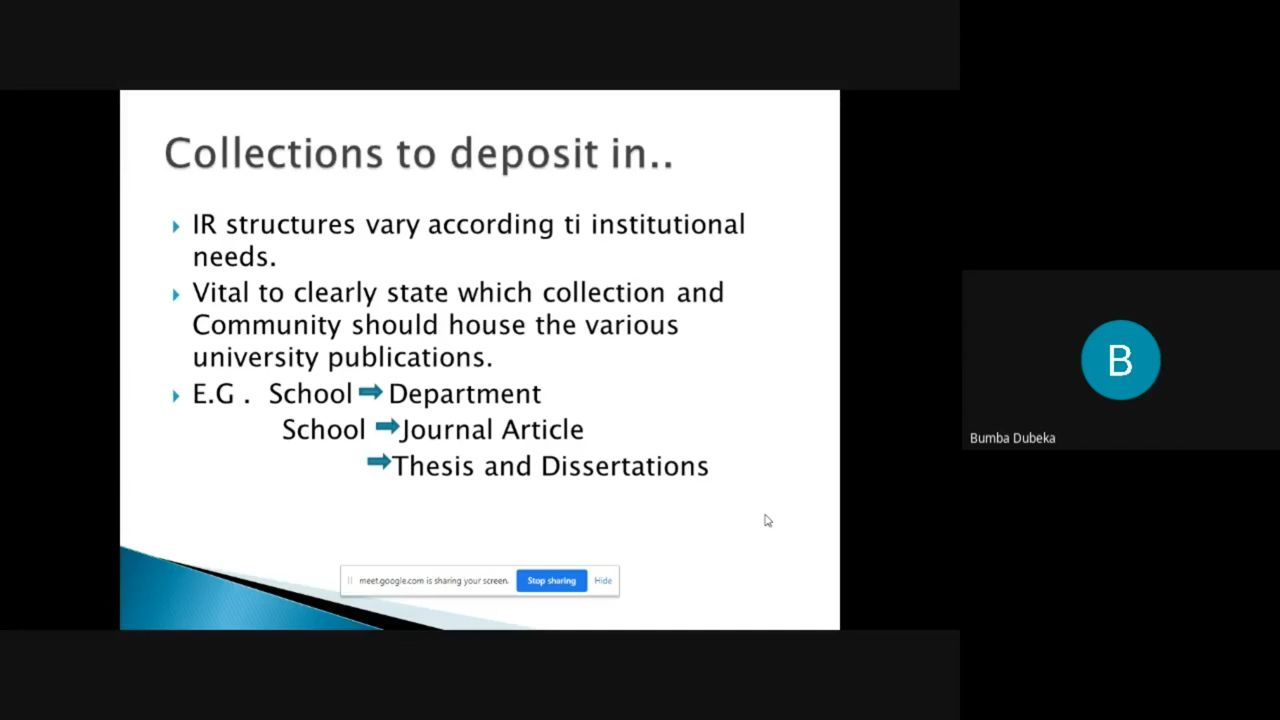 Collections to deposit in..
IR structures vary according ti institutional
needs.
Vital to clearly state which collection and
Community should house the various
university publications.
E.G . School Department
School Journal Article
Thesis and Dissertations
meet.google.com is sharing your screen. Stop sharing Hide
B
Bumba Dubeka